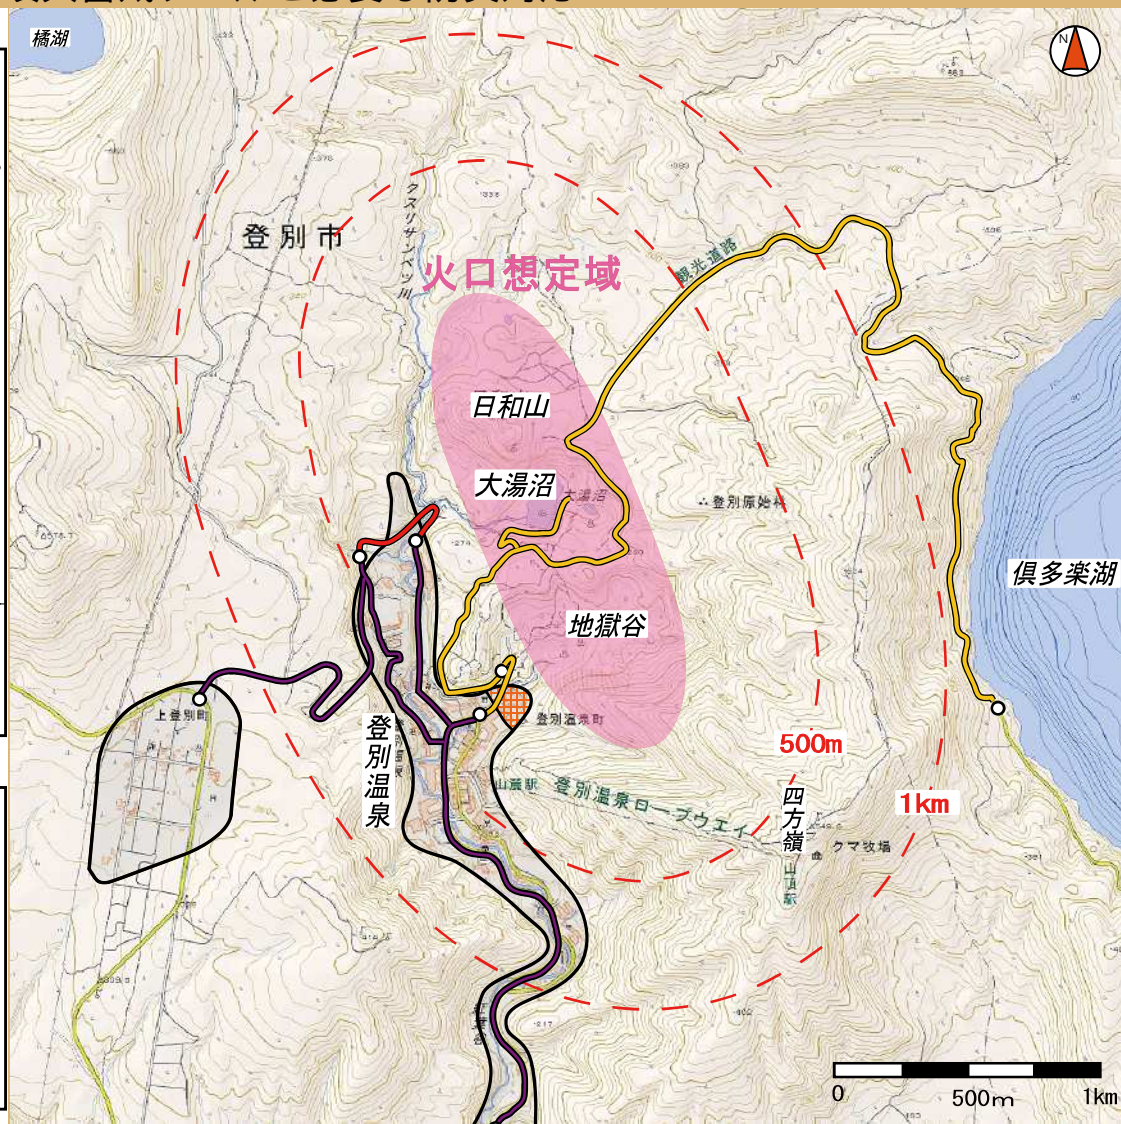 橘湖
N
登別市
クスリサンベツ川
火口想定域
観光道路
日和山
大湯沼
大湯沼
登別原始林
倶多楽湖
地獄谷
上登別町
登別温泉町
登別温泉
500m
山麓駅
登別温泉ロープウエイ
四方嶺
1km
クマ牧場
山頂駅
0
500m
1km